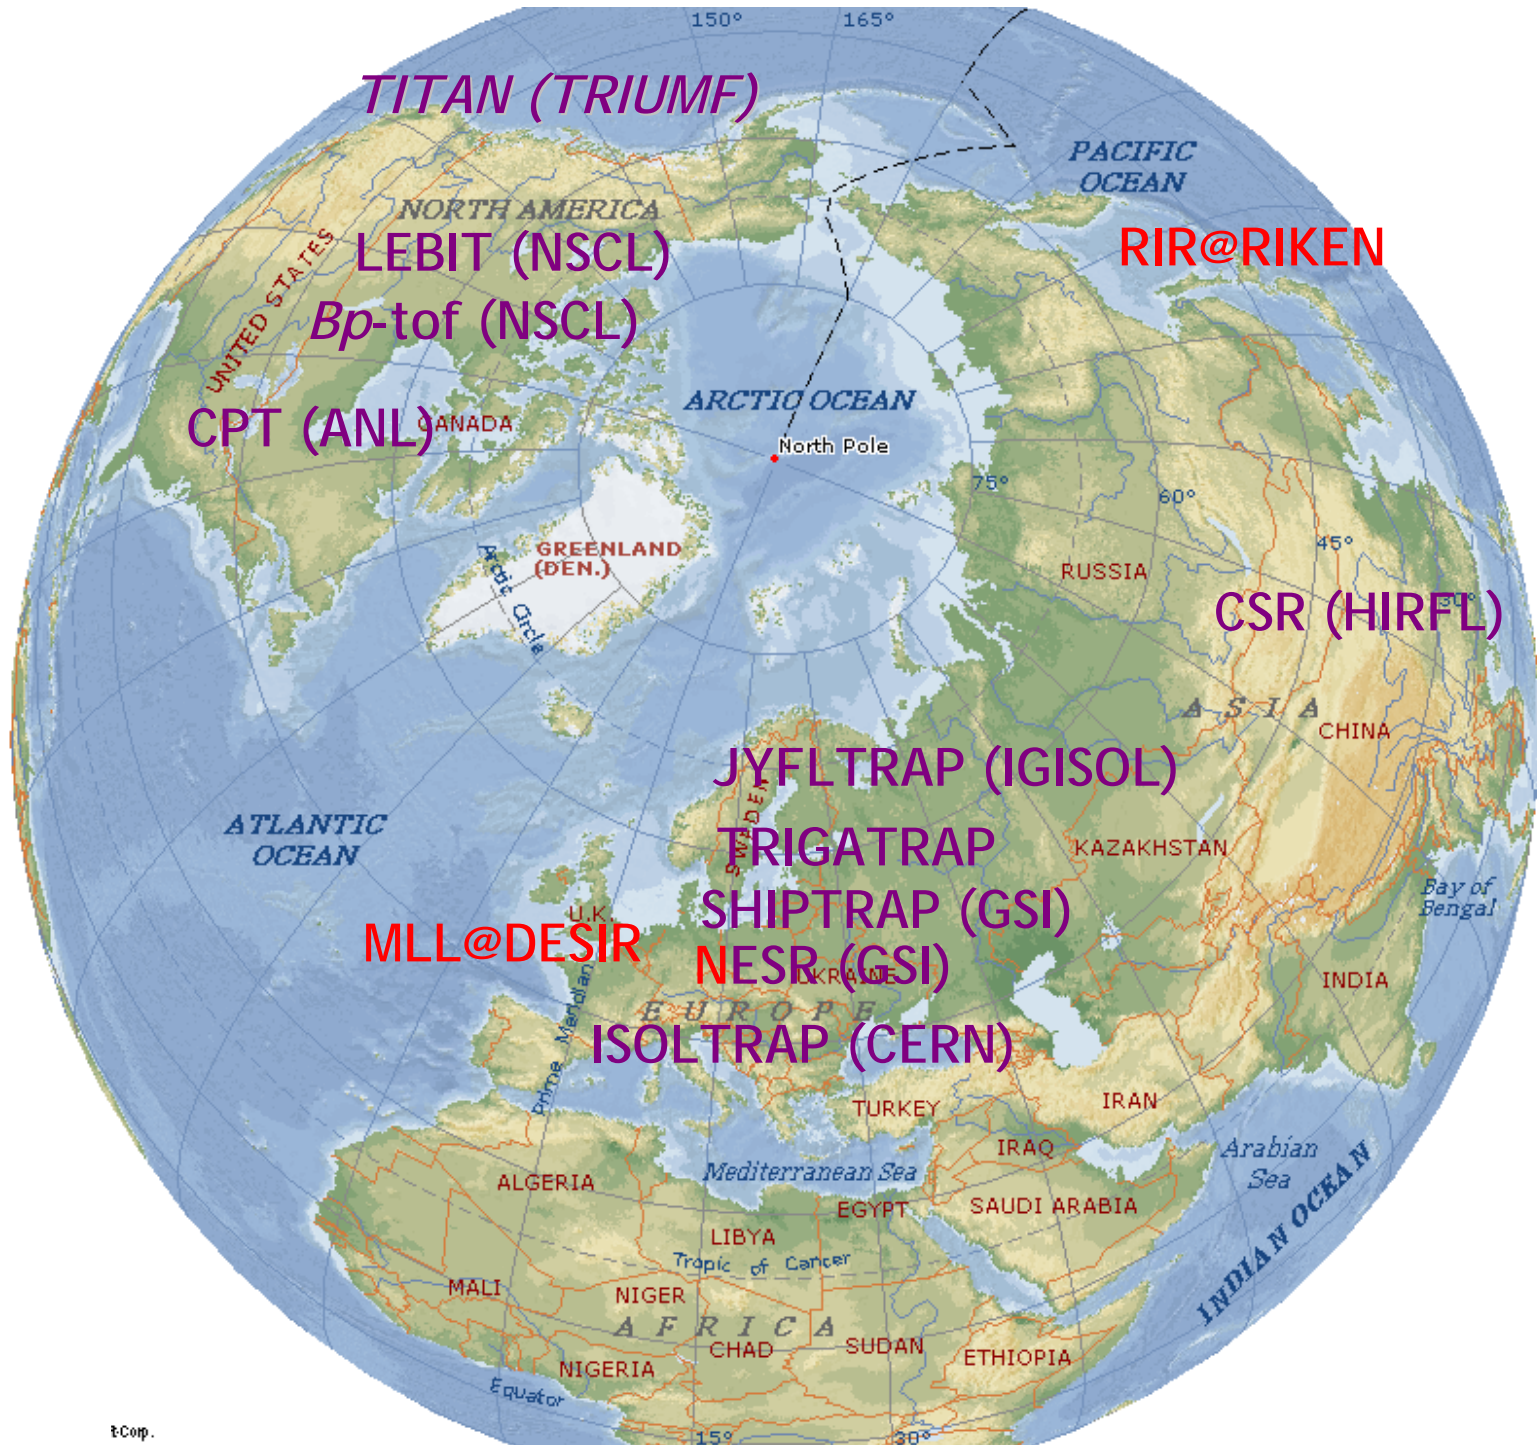 150°
165°
TITAN (TRIUMF)
PACIFIC
OCEAN
NORTH AMERICA
LEBIT (NSCL)
RIR@RIKEN
UNITED STATES
Bp-tof (NSCL)
ARCTIC OCEAN
CPT (ANL)
CANADA
North Pole
75°
60°
45°
30°
GREENLAND
(DEN.)
Arctic Circle
RUSSIA
CSR (HIRFL)
ASIA
CHINA
JYFLTRAP (IGISOL)
SWEDEN
ATLANTIC
OCEAN
TRIGATRAP
KAZAKHSTAN
Bay of
Bengal
SHIPTRAP (GSI)
U.K.
MLL@DESIR
NESR (GSI)
UKRAINE
INDIA
EUROPE
Prime Meridian
ISOLTRAP (CERN)
TURKEY
IRAN
IRAQ
Arabian
Sea
Mediterranean Sea
ALGERIA
EGYPT
SAUDI ARABIA
LIBYA
Tropic of Cancer
INDIAN OCEAN
MALI
NIGER
AFRICA
CHAD
SUDAN
ETHIOPIA
NIGERIA
Equator
15°
30°
Corp.